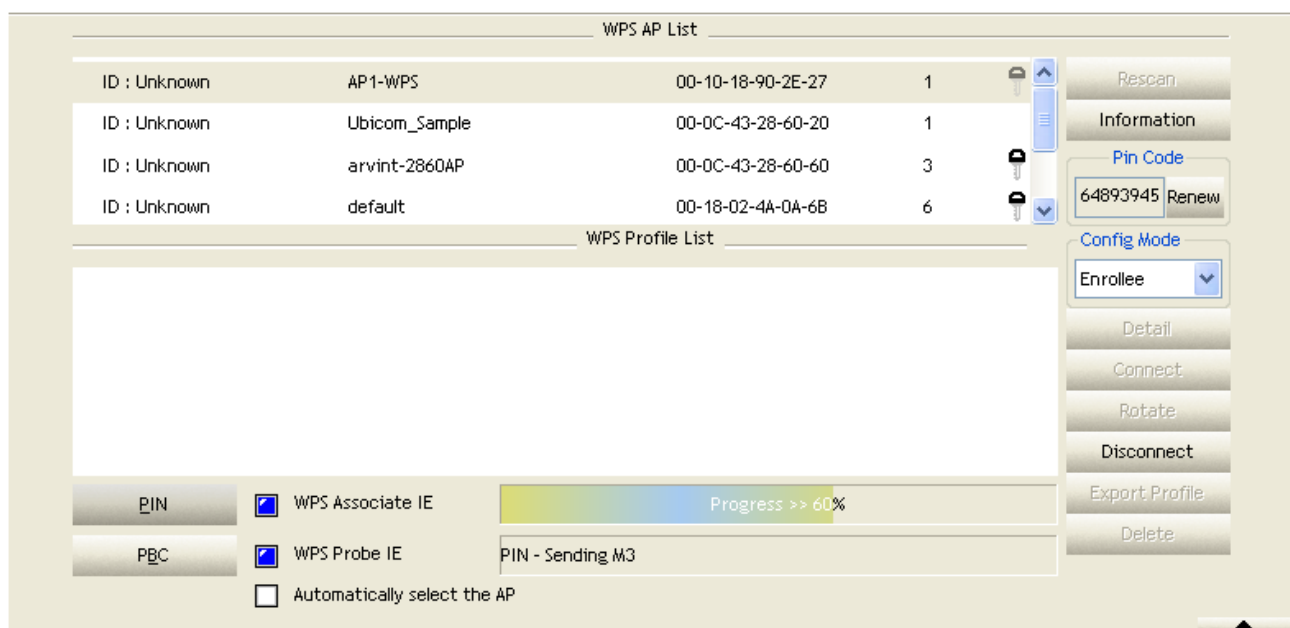 WPS AP List
ID : Unknown AP1-WPS 00-10-18-90-2E-27 1
Rescan
ID : Unknown Ubicom_Sample 00-0C-43-28-60-20 1
Information
ID : Unknown arvint-2860AP 00-0C-43-28-60-60 3
Pin Code
64893945 Renew
ID : Unknown default 00-18-02-4A-0A-6B 6
WPS Profile List
Config Mode
Enrollee
Detail
Connect
Rotate
Disconnect
Export Profile
Delete
PIN WPS Associate IE Progress >> 60%
PBC WPS Probe IE PIN - Sending M3
Automatically select the AP